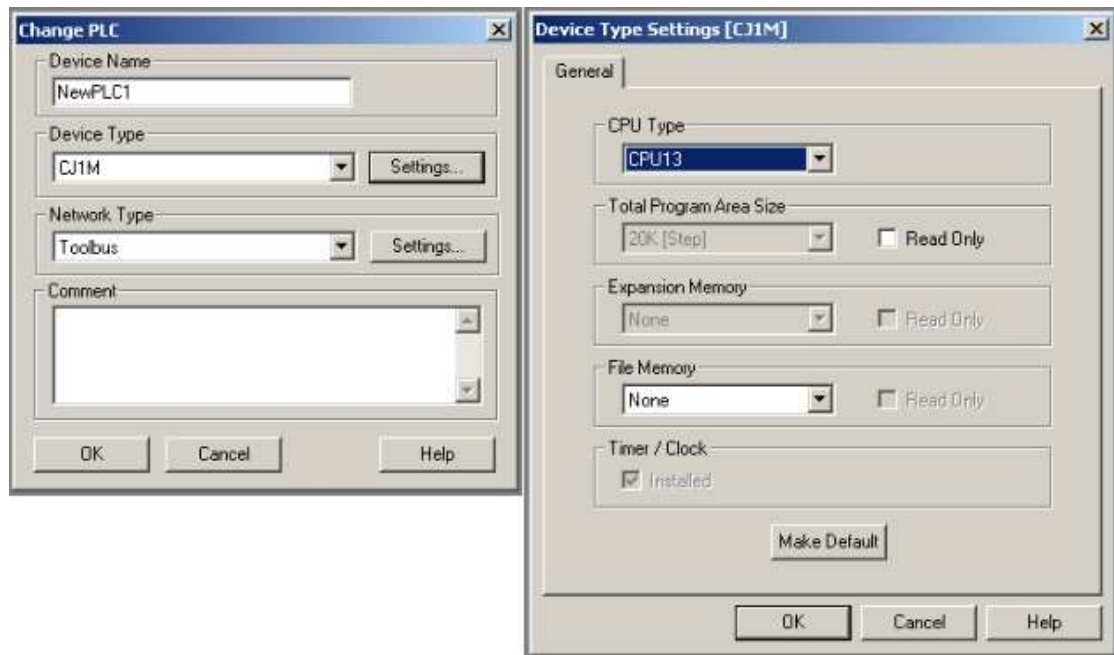 Change PLC
Device Name
NewPLC1
Device Type
CJ1M
Settings...
Network Type
Toolbus
Settings...
Comment
OK
Cancel
Help
Device Type Settings [CJ1M]
General
CPU Type
CPU13
Total Program Area Size
20K [Step]
Read Only
Expansion Memory
None
Read Only
File Memory
None
Read Only
Timer / Clock
Installed
Make Default
OK
Cancel
Help